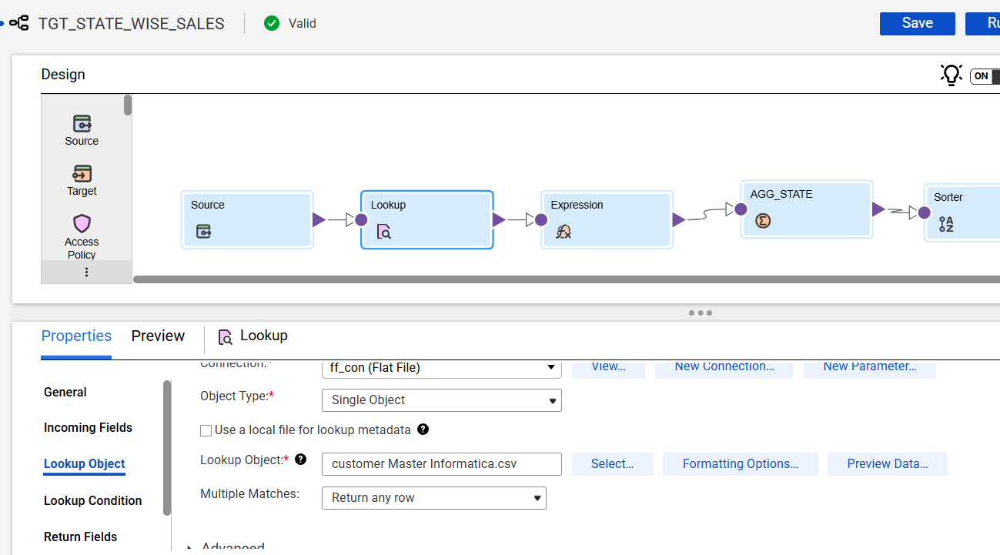 TGT_STATE_WISE_SALES
Valid
Save
Ru
Design
ON
Source
Target
Access
Policy
Source
Lookup
Expression
AGG_STATE
Sorter
Properties
Preview
Lookup
General
Incoming Fields
Lookup Object
Lookup Condition
Return Fields
Connection:*
ff_con (Flat File)
View...
New Connection...
New Parameter...
Object Type:*
Single Object
Use a local file for lookup metadata
Lookup Object:*
customer Master Informatica.csv
Select...
Formatting Options...
Preview Data...
Multiple Matches:
Return any row
Advanced